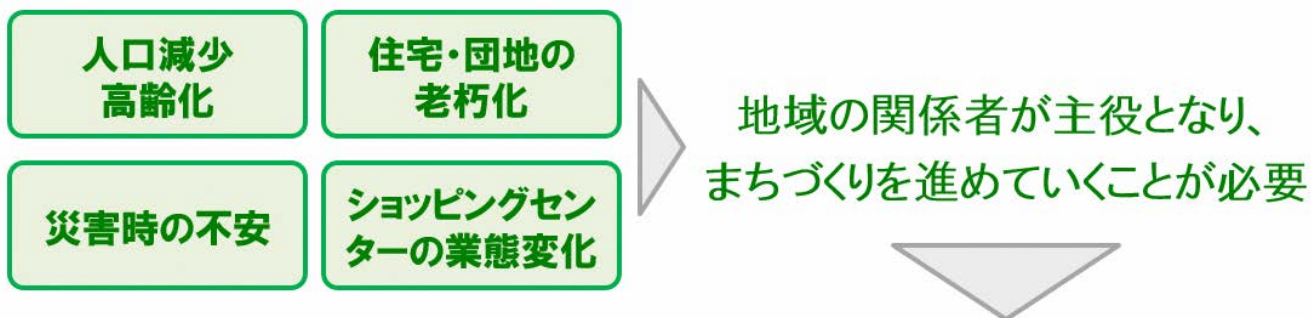 人口減少
高齢化
住宅・団地の
老朽化
災害時の不安
ショッピングセン
ターの業態変化
地域の関係者が主役となり、
まちづくりを進めていくことが必要